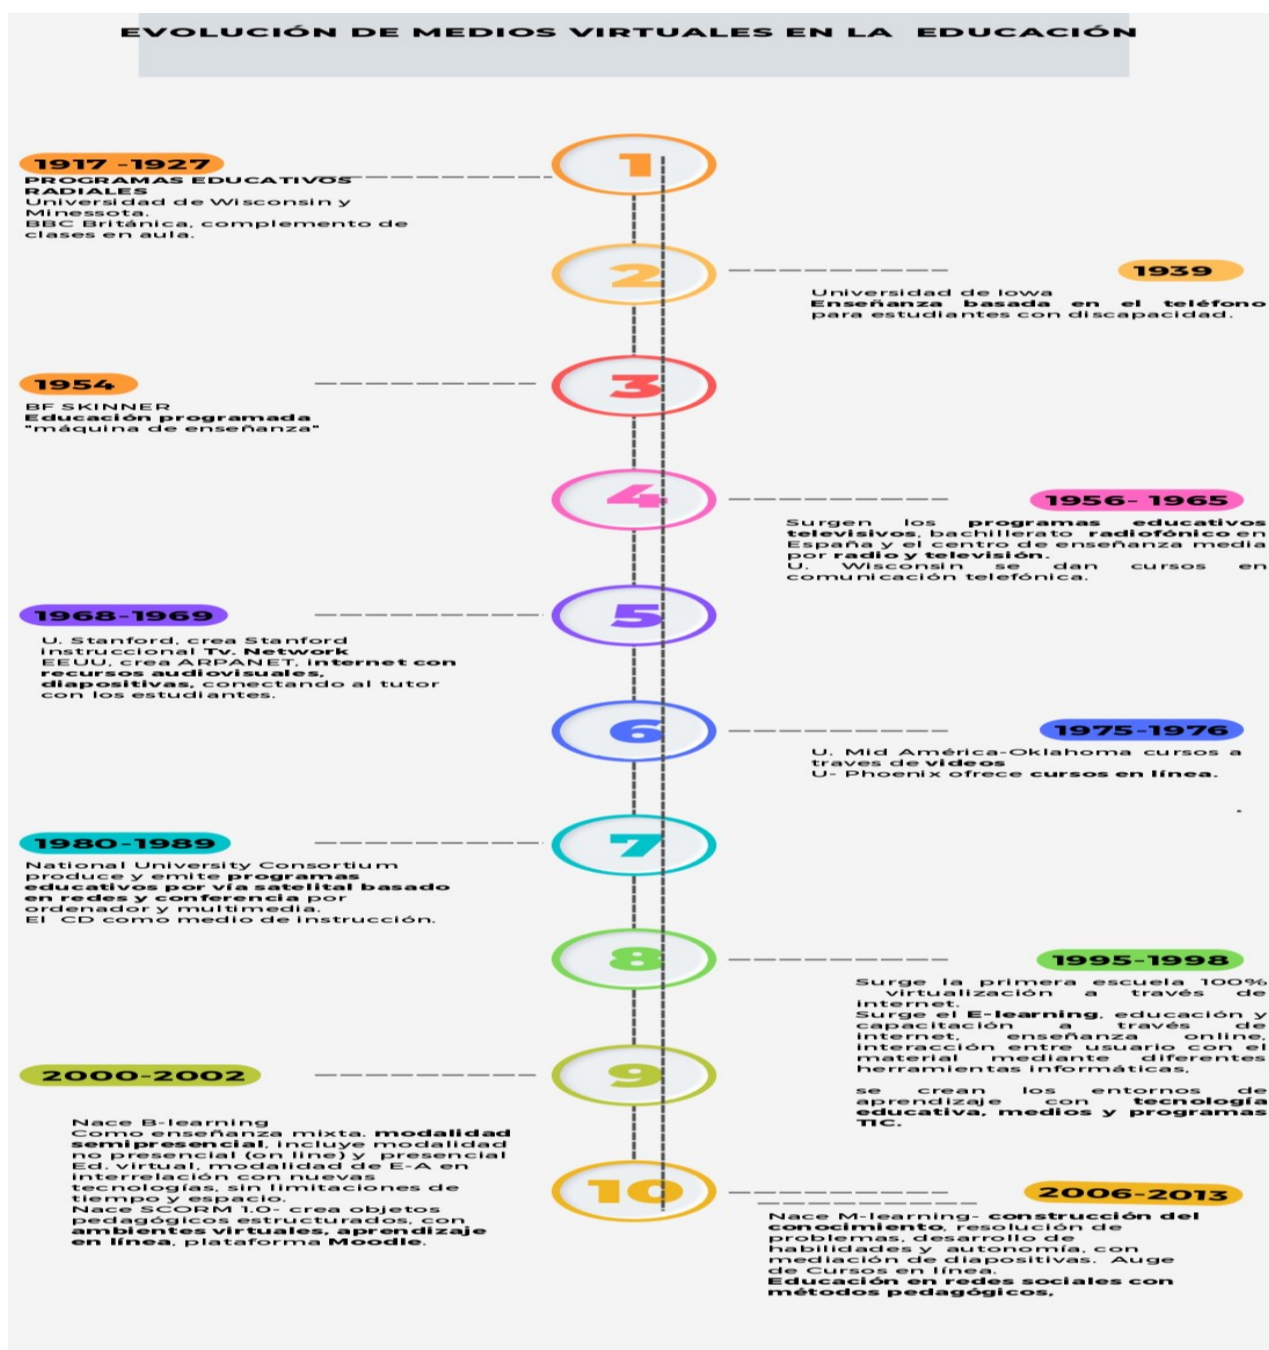 EVOLUCIÓN DE MEDIOS VIRTUALES EN LA EDUCACIÓN
1
1917 -1927
PROGRAMAS EDUCATIVOS
RADIALES
Universidad de Wisconsin y
Minessota.
BBC Británica, complemento de
clases en aula.
2
1939
Universidad de Iowa
Enseñanza basada en el teléfono
para estudiantes con discapacidad.
3
1954
BF SKINNER
Educación programada
"máquina de enseñanza"
4
1956- 1965
Surgen los programas educativos
televisivos, bachillerato radiofónico en
España y el centro de enseñanza media
por radio y televisión.
U. Wisconsin se dan cursos en
comunicación telefónica.
5
1968-1969
U. Stanford, crea Stanford
instruccional Tv. Network
EEUU, crea ARPANET, internet con
recursos audiovisuales,
diapositivas, conectando al tutor
con los estudiantes.
6
1975-1976
U. Mid América-Oklahoma cursos a
traves de videos
U- Phoenix ofrece cursos en línea.
.
7
1980-1989
National University Consortium
produce y emite programas
educativos por vía satelital basado
en redes y conferencia por
ordenador y multimedia.
El CD como medio de instrucción.
8
1995-1998
Surge la primera escuela 100%
virtualización a través de
internet.
Surge el E-learning, educación y
capacitación a través de
internet, enseñanza online,
interacción entre usuario con el
material mediante diferentes
herramientas informáticas,
se crean los entornos de
aprendizaje con tecnología
educativa, medios y programas
TIC.
9
2000-2002
Nace B-learning
Como enseñanza mixta. modalidad
semipresencial, incluye modalidad
no presencial (on line) y presencial
Ed. virtual, modalidad de E-A en
interrelación con nuevas
tecnologías, sin limitaciones de
tiempo y espacio.
Nace SCORM 1.0- crea objetos
pedagógicos estructurados, con
ambientes virtuales, aprendizaje
en línea, plataforma Moodle.
10
2006-2013
Nace M-learning- construcción del
conocimiento, resolución de
problemas, desarrollo de
habilidades y autonomía, con
mediación de diapositivas. Auge
de Cursos en línea.
Educación en redes sociales con
métodos pedagógicos,